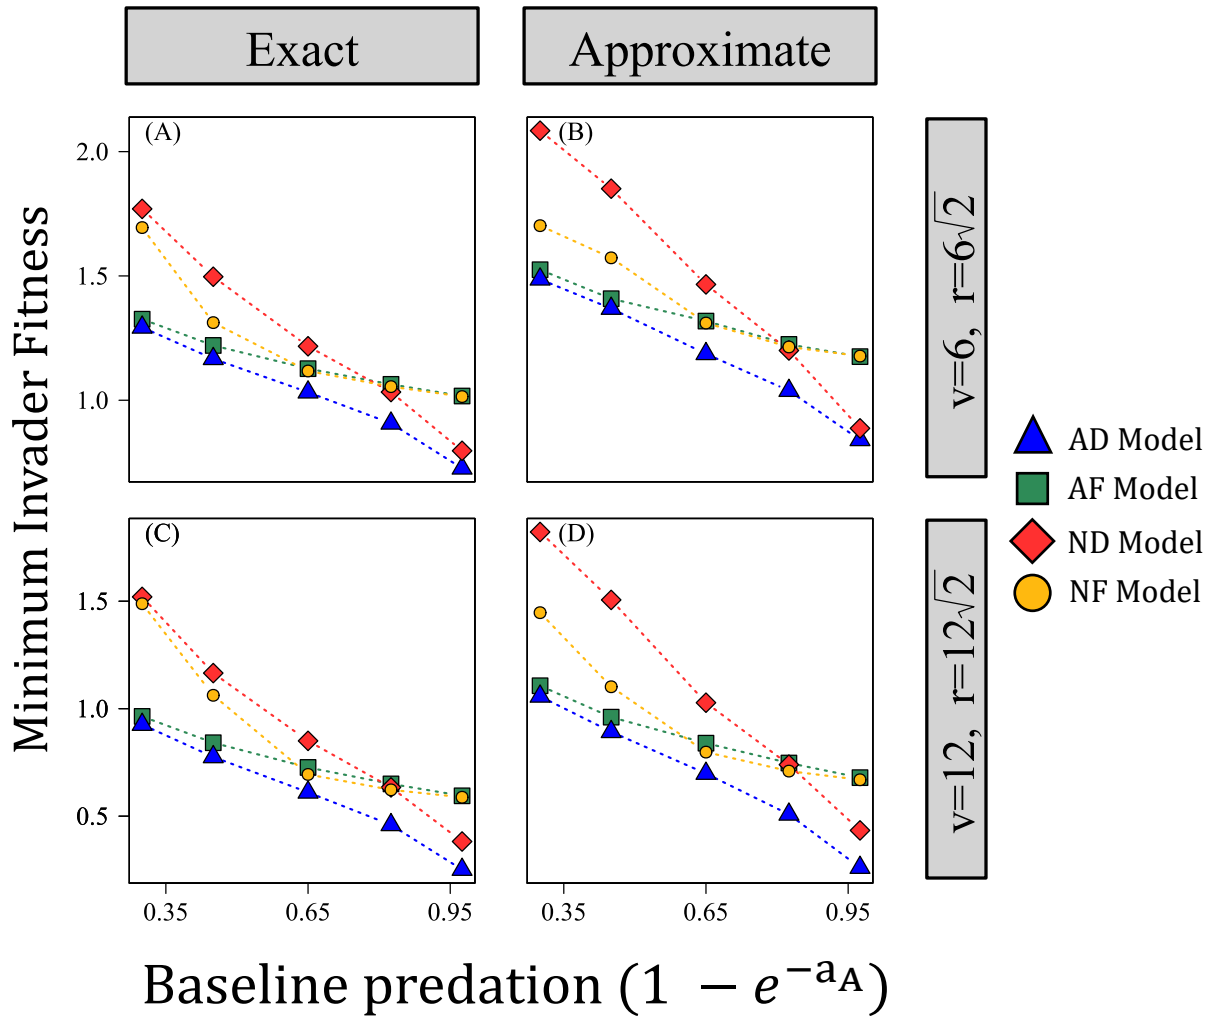 Exact
Approximate
(A)
(B)
2.0
1.5
1.0
v=6, r=6√2
Minimum Invader Fitness
AD Model
AF Model
ND Model
NF Model
(C)
(D)
1.5
1.0
0.5
v=12, r=12√2
0.35
0.65
0.95
0.35
0.65
0.95
Baseline predation (1 − e^{−a_A})